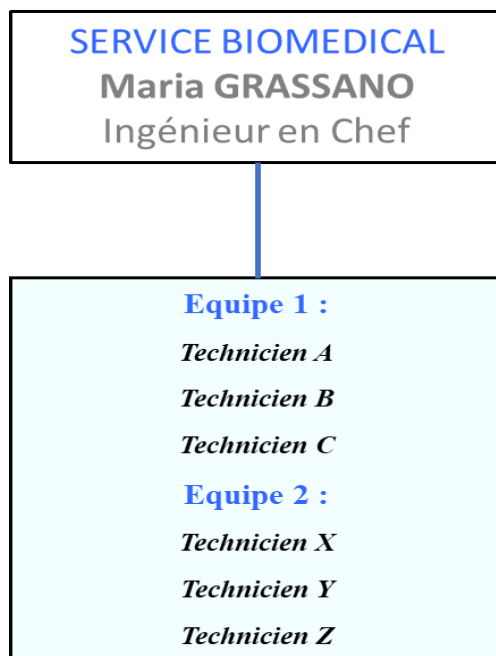 SERVICE BIOMEDICAL
Maria GRASSANO
Ingénieur en Chef
Equipe 1 :
Technicien A
Technicien B
Technicien C
Equipe 2 :
Technicien X
Technicien Y
Technicien Z